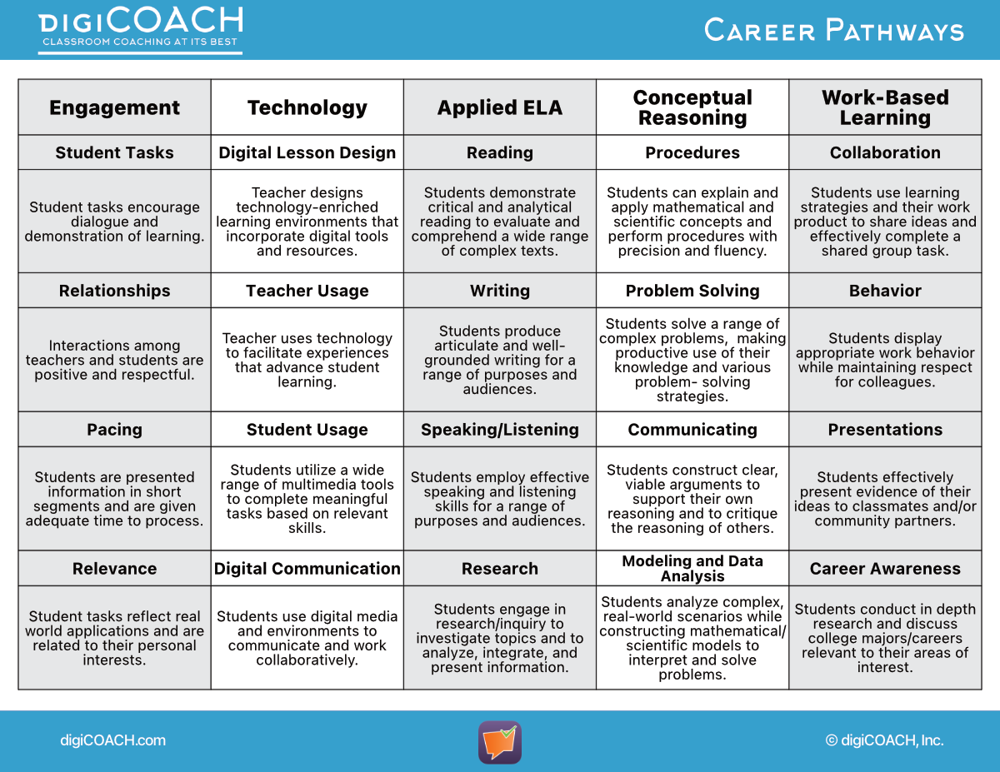 DIGICOACH
CLASSROOM COACHING AT ITS BEST
CAREER PATHWAYS
Engagement
Technology
Applied ELA
Conceptual
Reasoning
Work-Based
Learning
Student Tasks
Digital Lesson Design
Reading
Procedures
Collaboration
Student tasks encourage
dialogue and
demonstration of learning.
Teacher designs
technology-enriched
learning environments that
incorporate digital tools
and resources.
Students demonstrate
critical and analytical
reading to evaluate and
comprehend a wide range
of complex texts.
Students can explain and
apply mathematical and
scientific concepts and
perform procedures with
precision and fluency.
Students use learning
strategies and their work
product to share ideas and
effectively complete a
shared group task.
Relationships
Teacher Usage
Writing
Problem Solving
Behavior
Interactions among
teachers and students are
positive and respectful.
Teacher uses technology
to facilitate experiences
that advance student
learning.
Students produce
articulate and well-
grounded writing for a
range of purposes and
audiences.
Students solve a range of
complex problems,  making
productive use of their
knowledge and various
problem- solving
strategies.
Students display
appropriate work behavior
while maintaining respect
for colleagues.
Pacing
Student Usage
Speaking/Listening
Communicating
Presentations
Students are presented
information in short
segments and are given
adequate time to process.
Students utilize a wide
range of multimedia tools
to complete meaningful
tasks based on relevant
skills.
Students employ effective
speaking and listening
skills for a range of
purposes and audiences.
Students construct clear,
viable arguments to
support their own
reasoning and to critique
the reasoning of others.
Students effectively
present evidence of their
ideas to classmates and/or
community partners.
Relevance
Digital Communication
Research
Modeling and Data
Analysis
Career Awareness
Student tasks reflect real
world applications and are
related to their personal
interests.
Students use digital media
and environments to
communicate and work
collaboratively.
Students engage in
research/inquiry to
investigate topics and to
analyze, integrate, and
present information.
Students analyze complex,
real-world scenarios while
constructing mathematical/
scientific models to
interpret and solve
problems.
Students conduct in depth
research and discuss
college majors/careers
relevant to their areas of
interest.
digiCOACH.com
© digiCOACH, Inc.